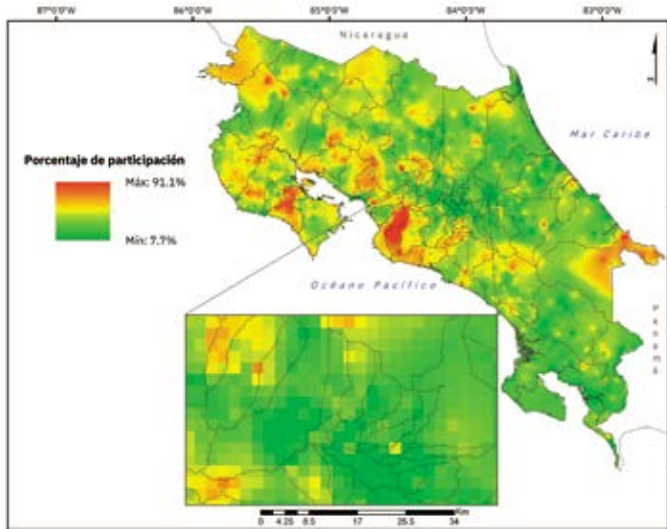 87°0'0"W 86°0'0"W 85°0'0"W 84°0'0"W 83°0'0"W
Nicaragua
Mar Caribe
Porcentaje de participación
Máx: 91.1%
Mín: 7.7%
Océano Pacífico
Panamá
Km
0 4.25 8.5 17 25.5 34